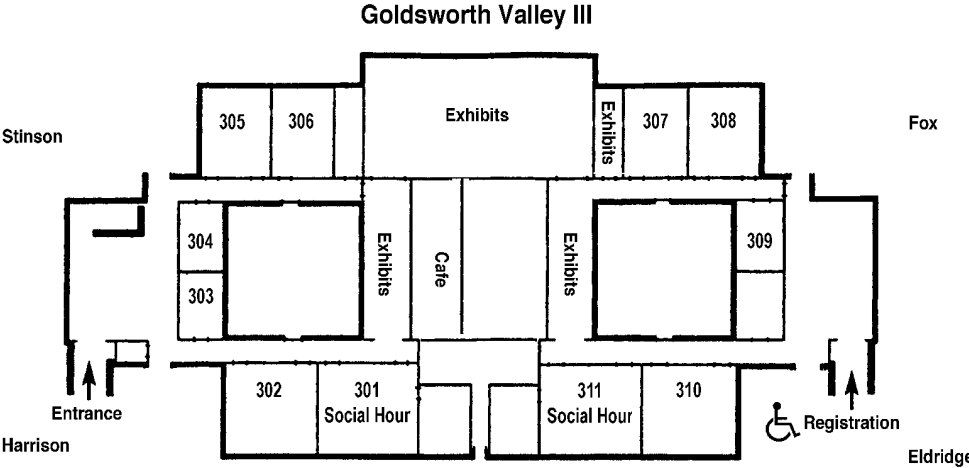 Goldsworth Valley III
Stinson
Fox
305
306
Exhibits
Exhibits
307
308
304
303
Exhibits
Cafe
Exhibits
309
Entrance
302
301
Social Hour
311
Social Hour
310
Registration
Harrison
Eldridge